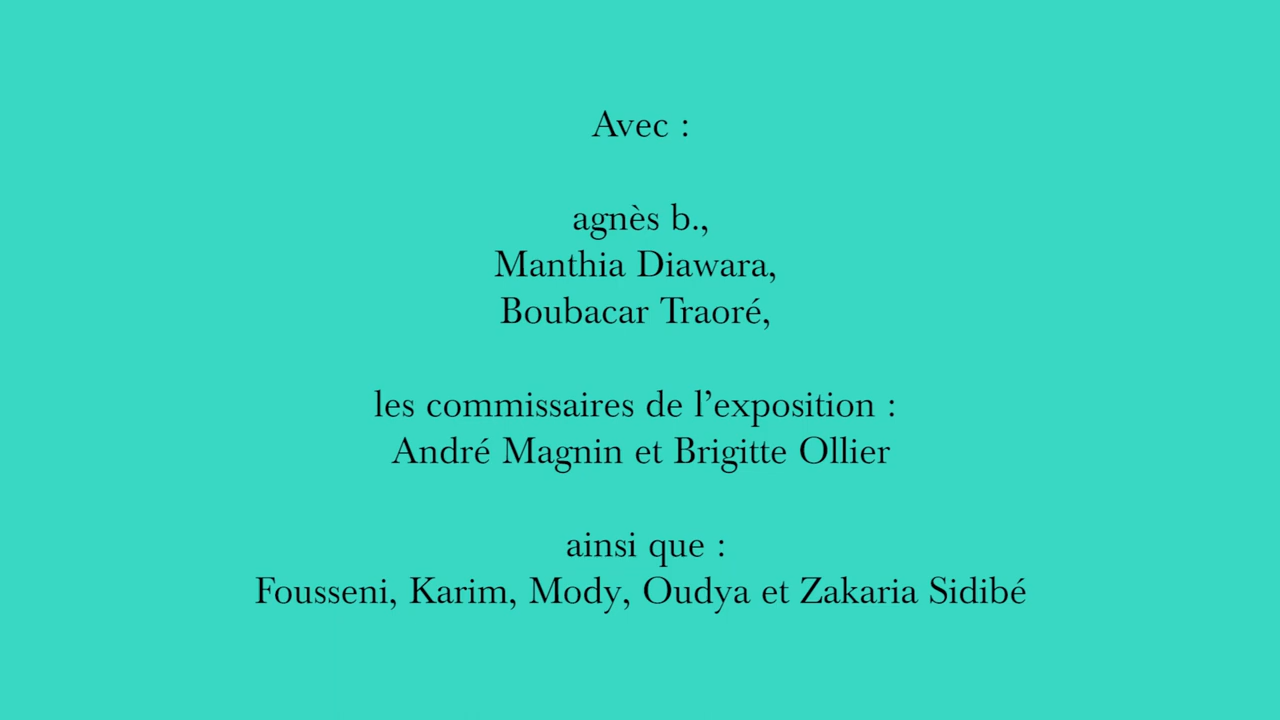 Avec :
agnès b.,
Manthia Diawara,
Boubacar Traoré,
les commissaires de l’exposition :
André Magnin et Brigitte Ollier
ainsi que :
Fousseni, Karim, Mody, Oudya et Zakaria Sidibé